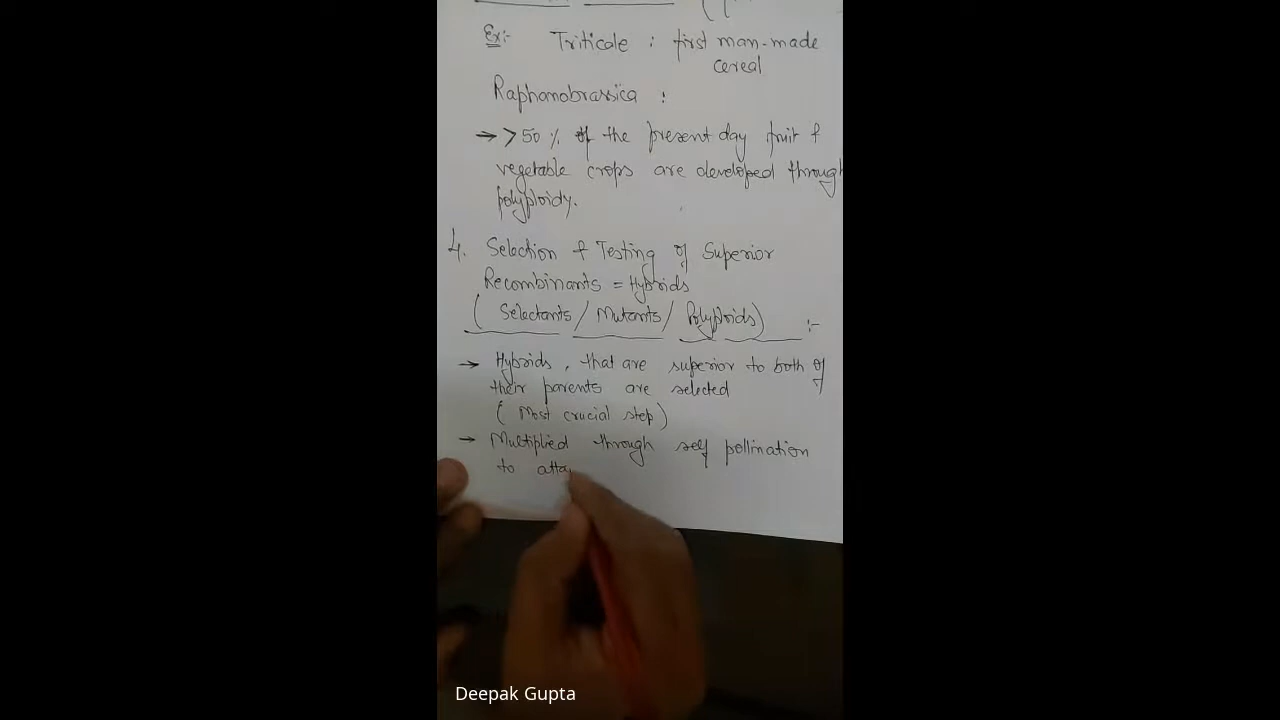 Ex:- Triticale : first man-made
cereal
Raphanobrassica :
→ > 50 % of the present day fruit &
vegetable crops are developed through
polyploidy.
4. Selection & Testing of Superior
Recombinants = Hybrids
( Selectants / Mutants / Polyploids) :-
→ Hybrids, that are superior to both of
their parents are selected
( Most crucial step )
→ Multiplied through self pollination
to atta
Deepak Gupta